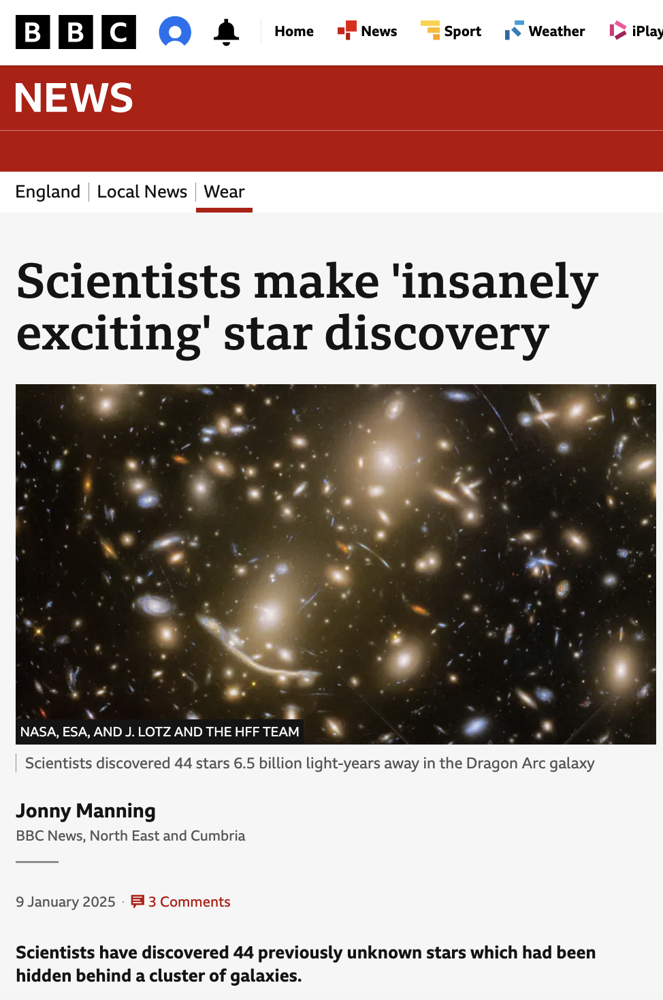 BBC
Home
News
Sport
Weather
iPlay
NEWS
England
Local News
Wear
Scientists make 'insanely
exciting' star discovery
NASA, ESA, AND J. LOTZ AND THE HFF TEAM
Scientists discovered 44 stars 6.5 billion light-years away in the Dragon Arc galaxy
Jonny Manning
BBC News, North East and Cumbria
9 January 2025 · 3 Comments
Scientists have discovered 44 previously unknown stars which had been
hidden behind a cluster of galaxies.